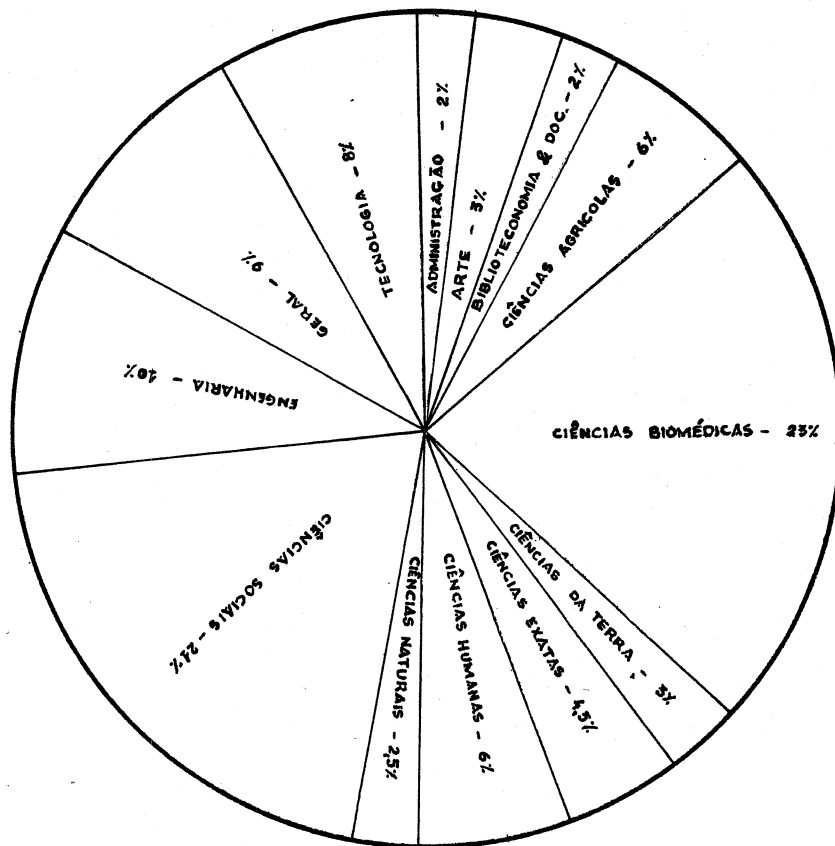 ADMINISTRAÇÃO - 2%
ARTE - 3%
BIBLIOTECONOMIA & DOC. - 2%
CIÊNCIAS AGRICOLAS - 6%
CIÊNCIAS BIOMÉDICAS - 23%
CIÊNCIAS DA TERRA - 3%
CIÊNCIAS EXATAS - 4,5%
CIÊNCIAS HUMANAS - 6%
CIÊNCIAS NATURAIS - 2,5%
CIÊNCIAS SOCIAIS - 21%
ENGENHARIA - 10%
GERAL - 9%
TECNOLOGIA - 8%